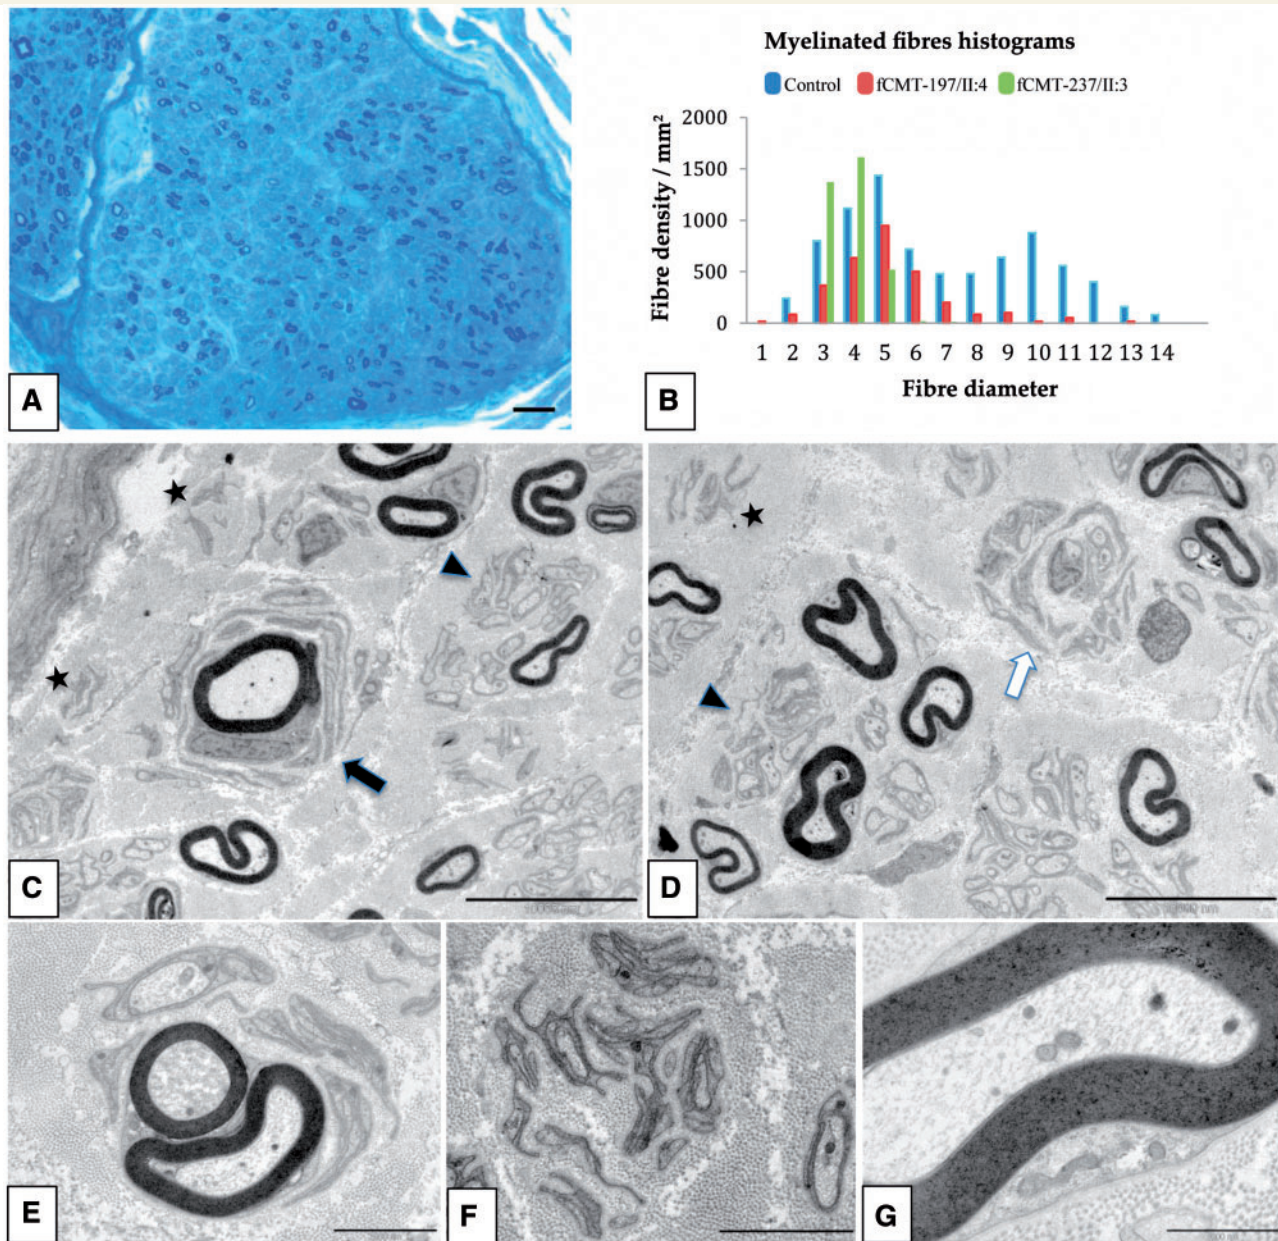 A
Myelinated fibres histograms
Control fCMT-197/II:4 fCMT-237/II:3
Fibre density / mm²
2000
1500
1000
500
0
1 2 3 4 5 6 7 8 9 10 11 12 13 14
Fibre diameter
B
C
D
E
F
G